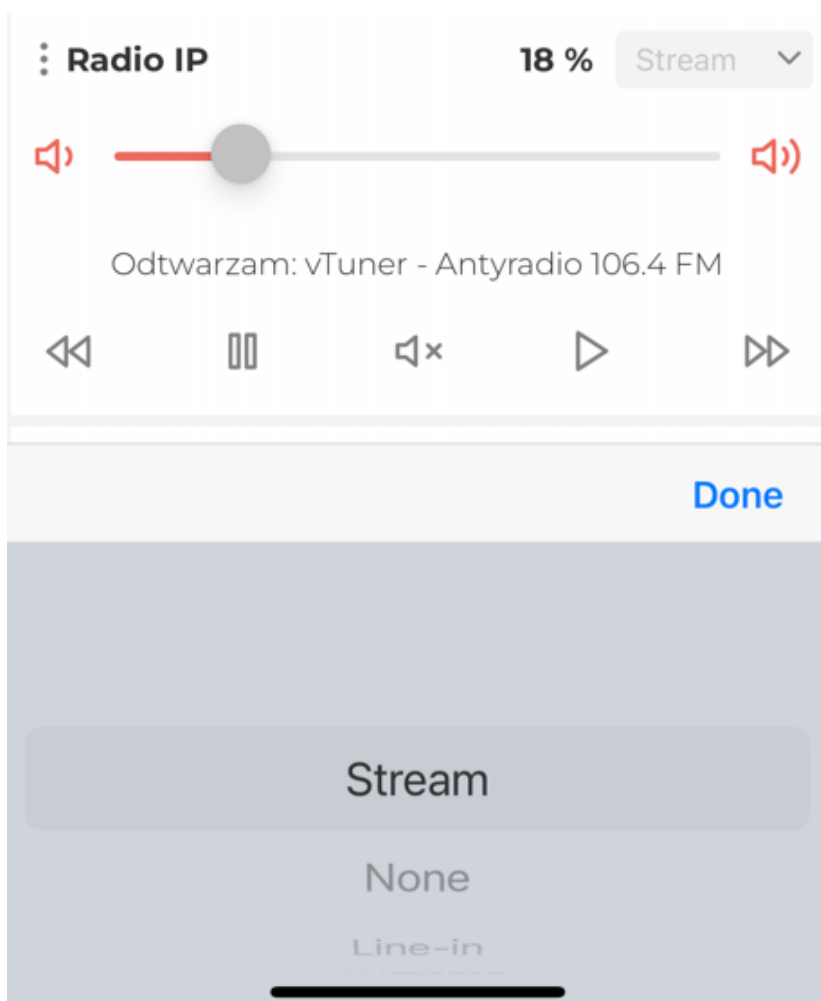 Radio IP 18 % Stream
Odtwarzam: vTuner - Antyradio 106.4 FM
Done
Stream
None
Line-in